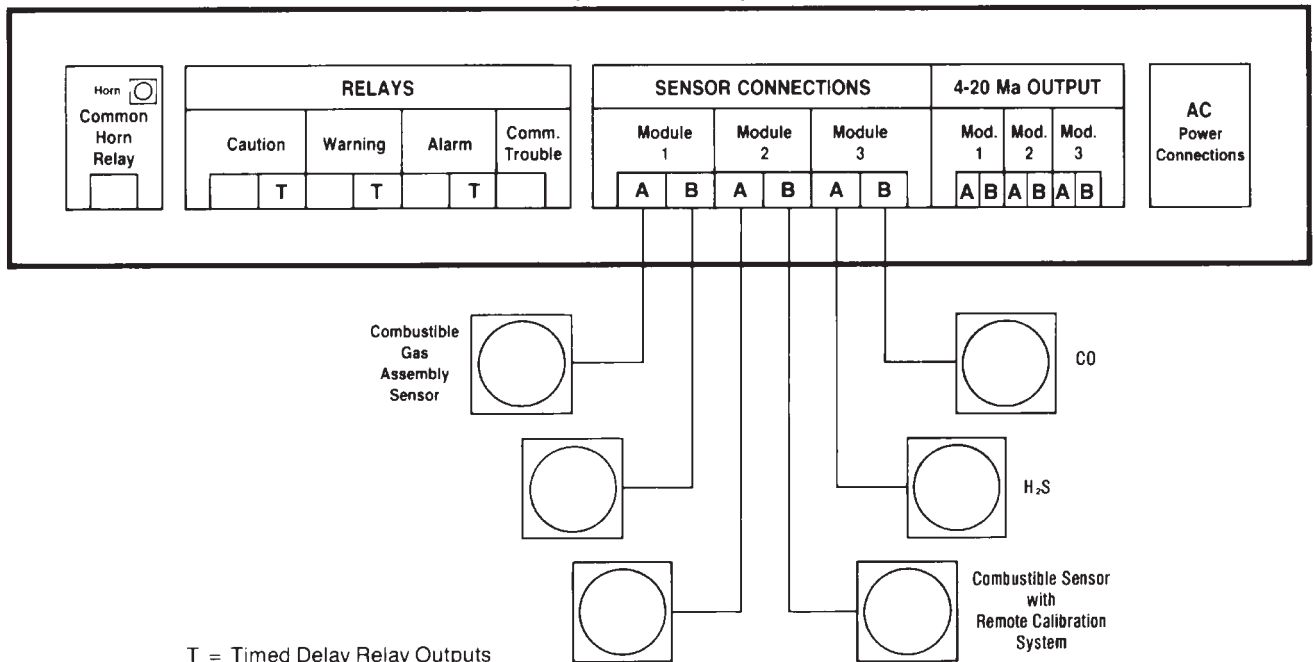 Horn
Common
Horn
Relay
RELAYS
Caution
Warning
Alarm
Comm.
Trouble
T
T
T
SENSOR CONNECTIONS
Module
1
Module
2
Module
3
A B A B A B
4-20 Ma OUTPUT
Mod.
1
Mod.
2
Mod.
3
A B A B A B
AC
Power
Connections
Combustible
Gas
Assembly
Sensor
CO
H₂S
Combustible Sensor
with
Remote Calibration
System
T = Timed Delay Relay Outputs